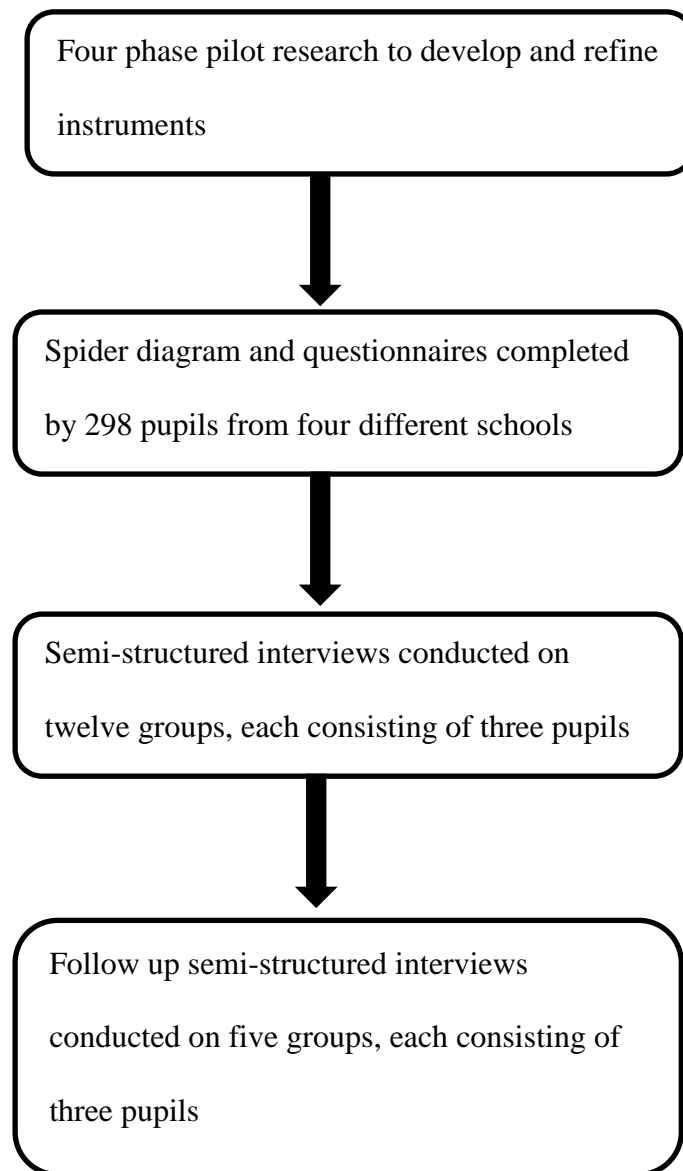 Four phase pilot research to develop and refine
instruments
Spider diagram and questionnaires completed
by 298 pupils from four different schools
Semi-structured interviews conducted on
twelve groups, each consisting of three pupils
Follow up semi-structured interviews
conducted on five groups, each consisting of
three pupils